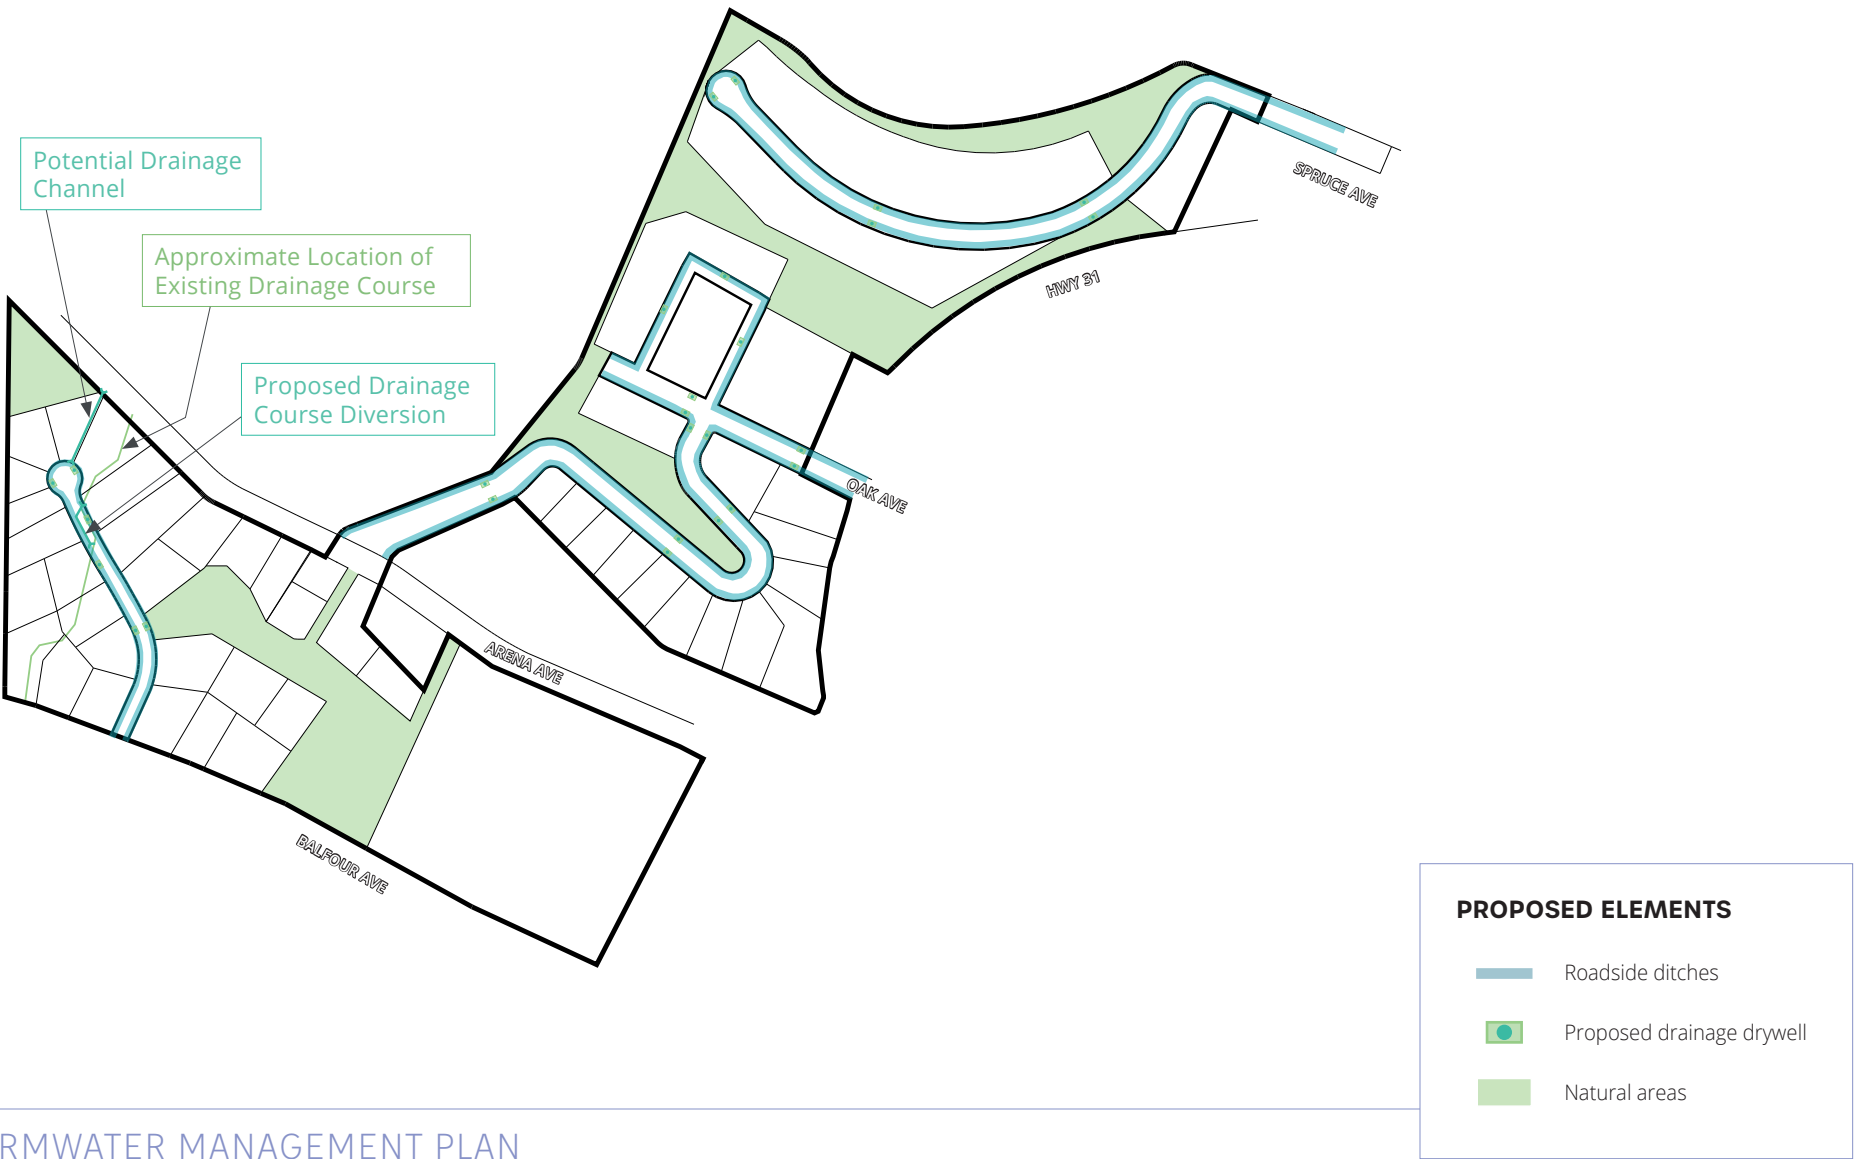 Potential Drainage
Channel
Approximate Location of
Existing Drainage Course
Proposed Drainage
Course Diversion
SPRUCE AVE
HWY 31
OAK AVE
ARENA AVE
BALFOUR AVE
PROPOSED ELEMENTS
Roadside ditches
Proposed drainage drywell
Natural areas
RMWATER MANAGEMENT PLAN